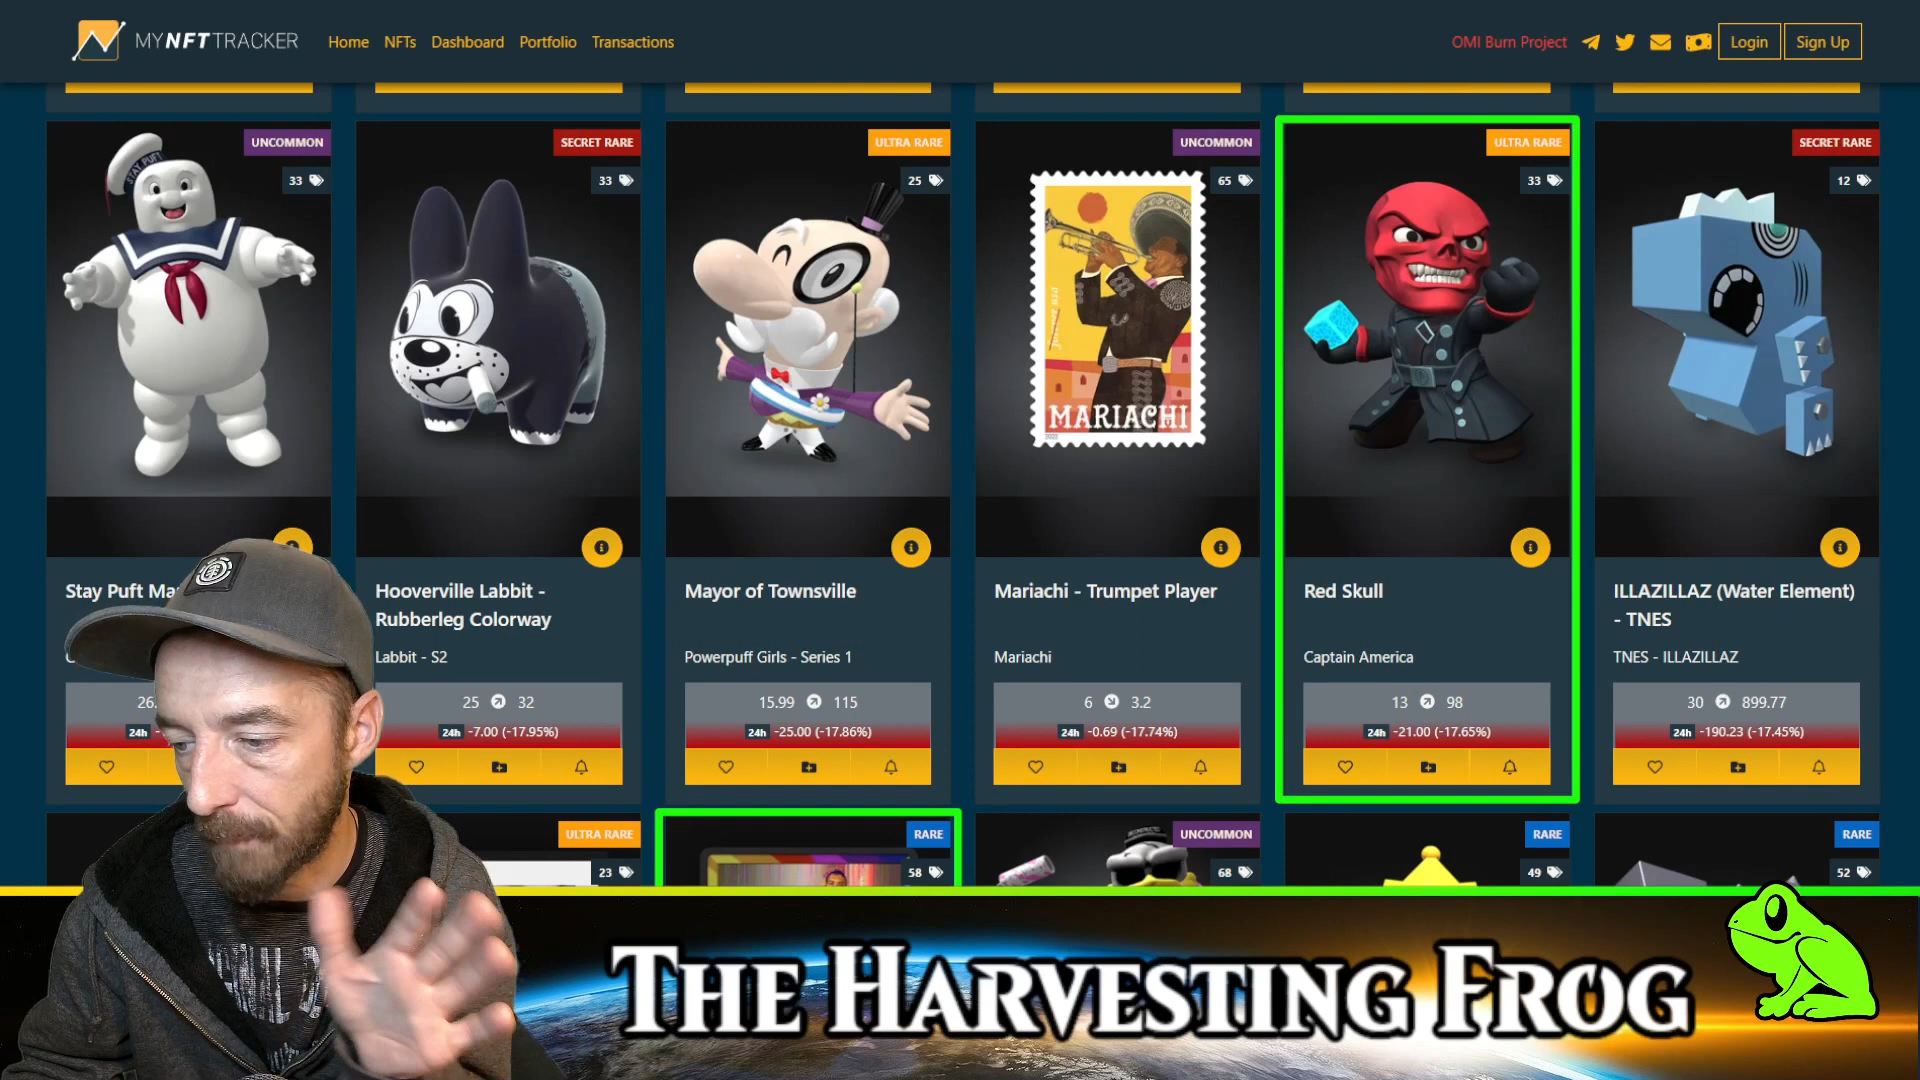 MYNFTTRACKER Home NFTs Dashboard Portfolio Transactions OMI Burn Project Login Sign Up
UNCOMMON
33
STAY PUFT
Stay Puft Ma
26.
24h
SECRET RARE
33
Hooverville Labbit -
Rubberleg Colorway
Labbit - S2
25 32
24h -7.00 (-17.95%)
ULTRA RARE
25
Mayor of Townsville
Powerpuff Girls - Series 1
15.99 115
24h -25.00 (-17.86%)
UNCOMMON
65
MARIACHI
Mariachi - Trumpet Player
Mariachi
6 3.2
24h -0.69 (-17.74%)
ULTRA RARE
33
Red Skull
Captain America
13 98
24h -21.00 (-17.65%)
SECRET RARE
12
ILLAZILLAZ (Water Element)
- TNES
TNES - ILLAZILLAZ
30 899.77
24h -190.23 (-17.45%)
ULTRA RARE
23
RARE
58
UNCOMMON
68
RARE
49
RARE
52
THE HARVESTING FROG